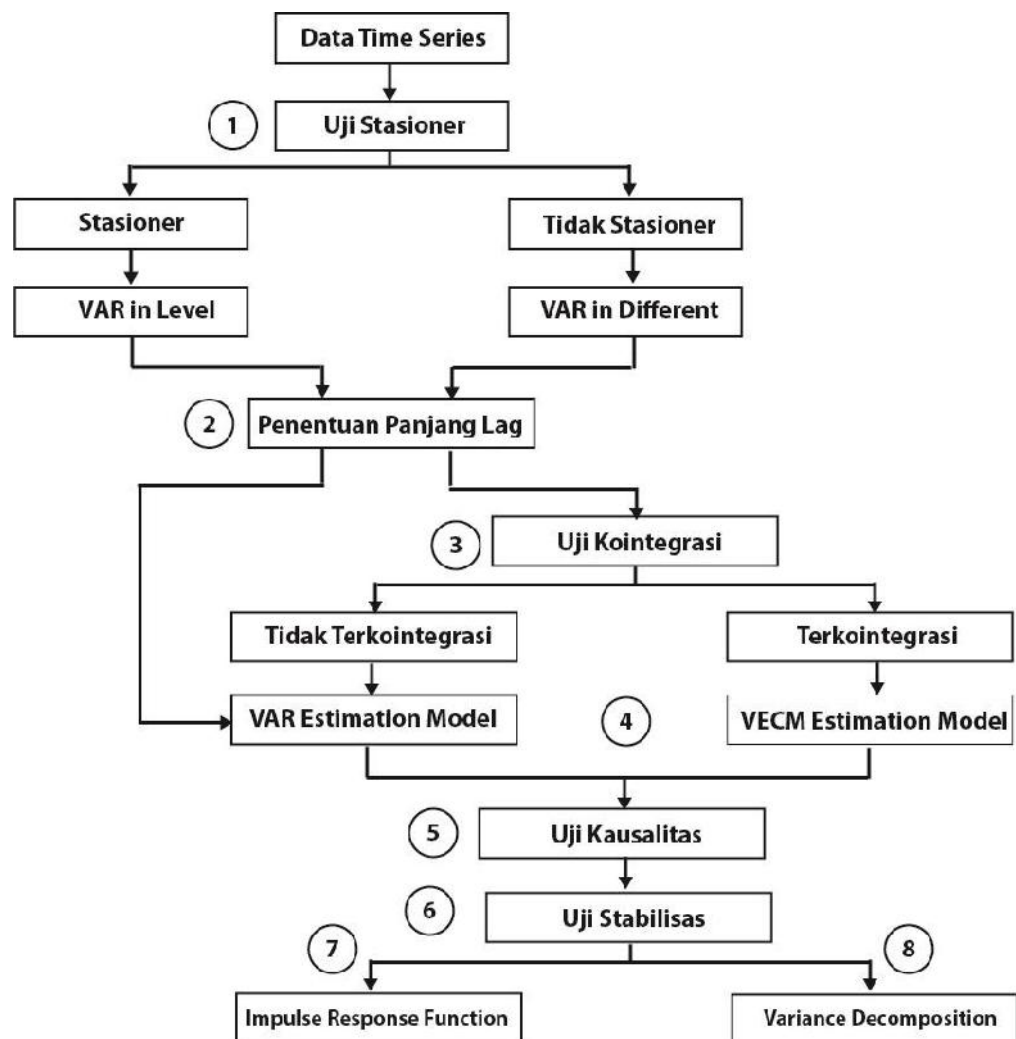 Data Time Series
1
Uji Stasioner
Stasioner
Tidak Stasioner
VAR in Level
VAR in Different
2
Penentuan Panjang Lag
3
Uji Kointegrasi
Tidak Terkointegrasi
Terkointegrasi
VAR Estimation Model
4
VECM Estimation Model
5
Uji Kausalitas
6
Uji Stabilisas
7
8
Impulse Response Function
Variance Decomposition